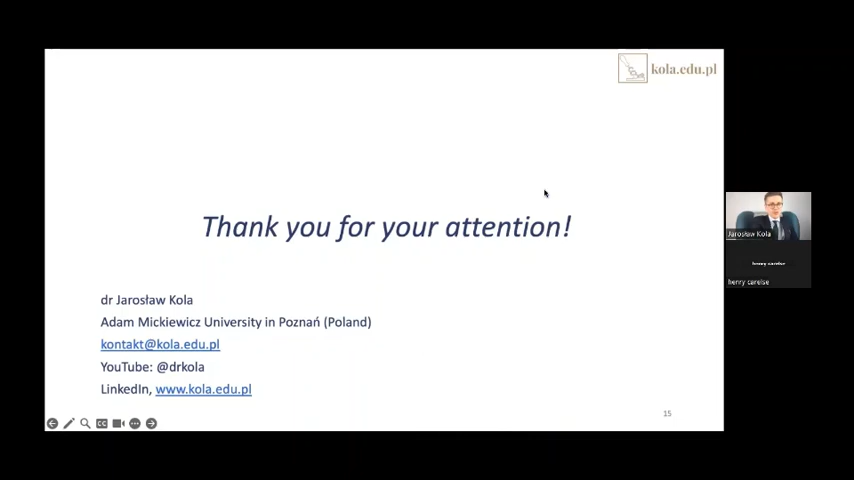 kola.edu.pl
Thank you for your attention!
dr Jarosław Kola
Adam Mickiewicz University in Poznań (Poland)
kontakt@kola.edu.pl
YouTube: @drkola
LinkedIn, www.kola.edu.pl
15
CC
Jarosław Kola
henry carelse
henry carelse